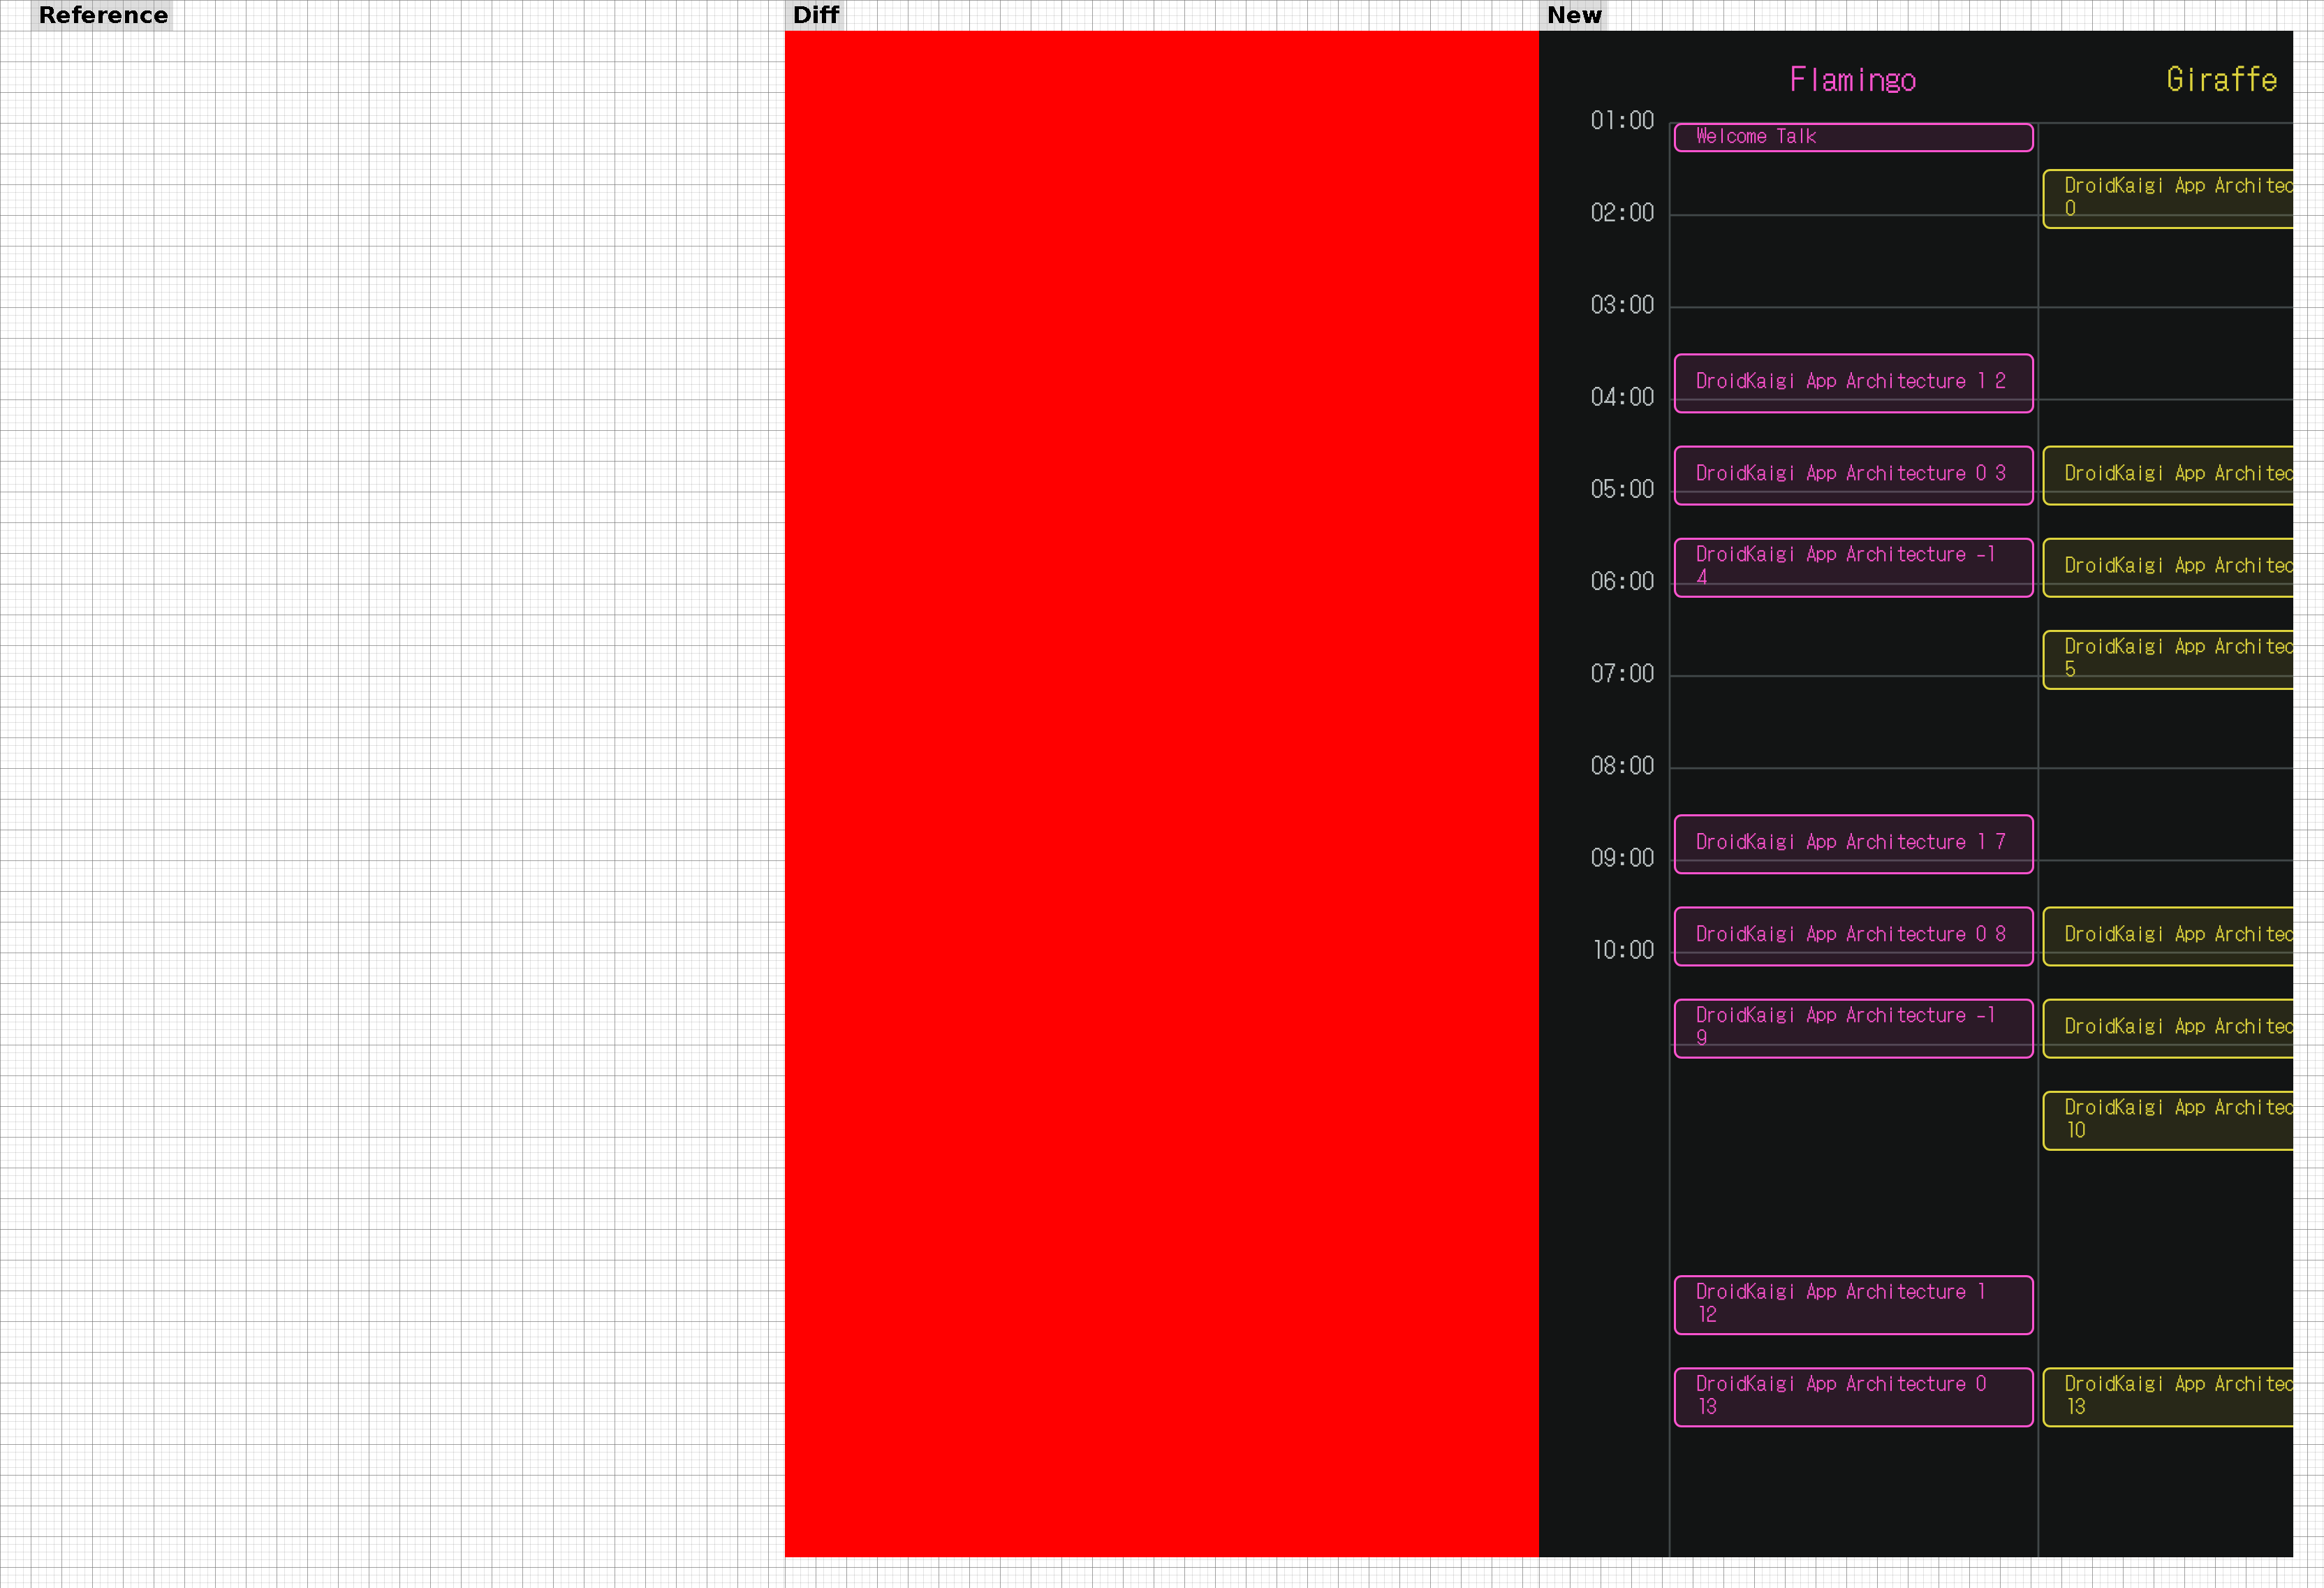 Reference
Diff
New
Flamingo
Giraffe
01:00
Welcome Talk
DroidKaigi App Architec
0
02:00
03:00
DroidKaigi App Architecture 1 2
04:00
DroidKaigi App Architecture 0 3
DroidKaigi App Architec
05:00
DroidKaigi App Architecture -1
4
DroidKaigi App Architec
06:00
DroidKaigi App Architec
5
07:00
08:00
DroidKaigi App Architecture 1 7
09:00
DroidKaigi App Architecture 0 8
DroidKaigi App Architec
10:00
DroidKaigi App Architecture -1
9
DroidKaigi App Architec
DroidKaigi App Architec
10
DroidKaigi App Architecture 1
12
DroidKaigi App Architecture 0
13
DroidKaigi App Architec
13